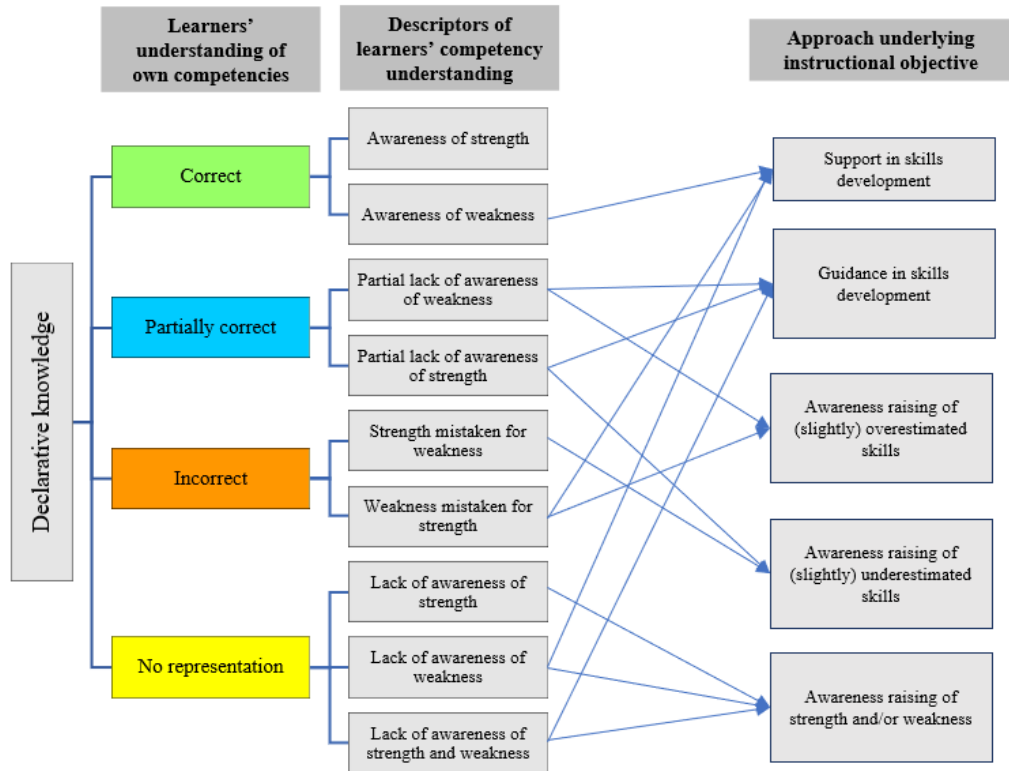 Learners’
understanding of
own competencies
Descriptors of
learners’ competency
understanding
Approach underlying
instructional objective
Declarative knowledge
Correct
Partially correct
Incorrect
No representation
Awareness of strength
Awareness of weakness
Partial lack of awareness
of weakness
Partial lack of awareness
of strength
Strength mistaken for
weakness
Weakness mistaken for
strength
Lack of awareness of
strength
Lack of awareness of
weakness
Lack of awareness of
strength and weakness
Support in skills
development
Guidance in skills
development
Awareness raising of
(slightly) overestimated
skills
Awareness raising of
(slightly) underestimated
skills
Awareness raising of
strength and/or weakness